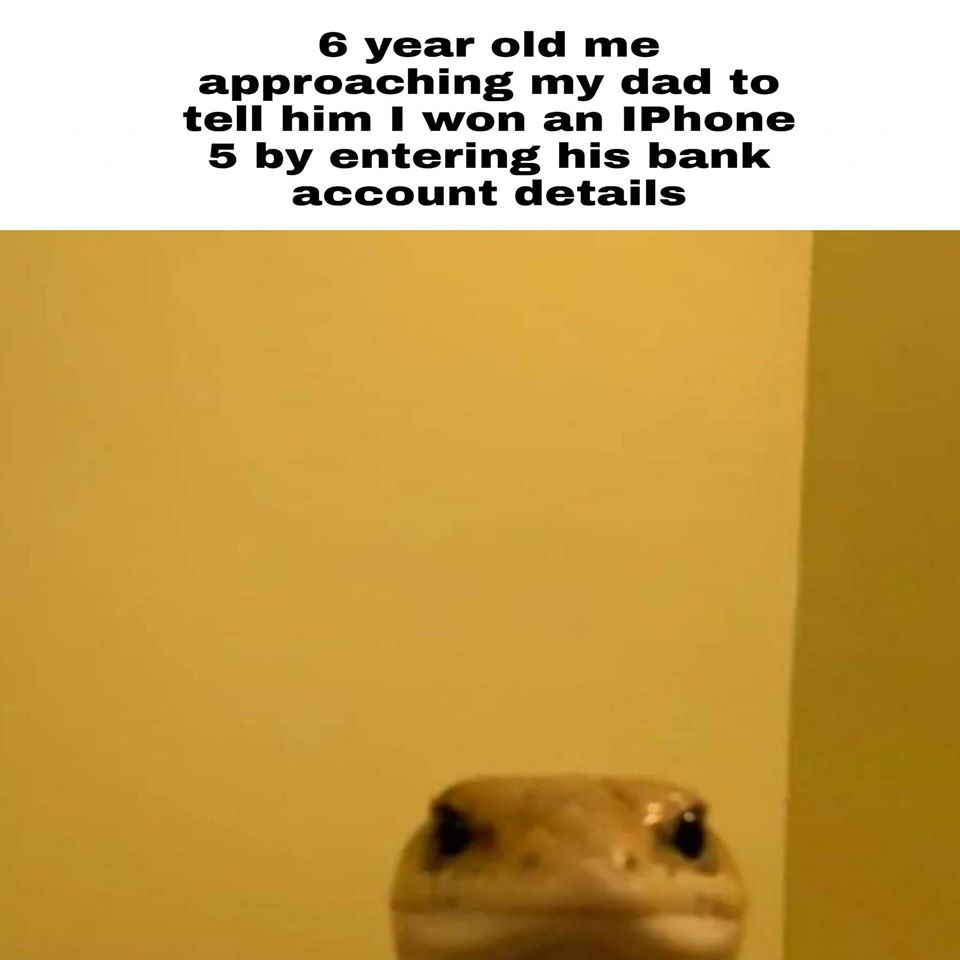 6 year old me
approaching my dad to
tell him I won an IPhone
5 by entering his bank
account details